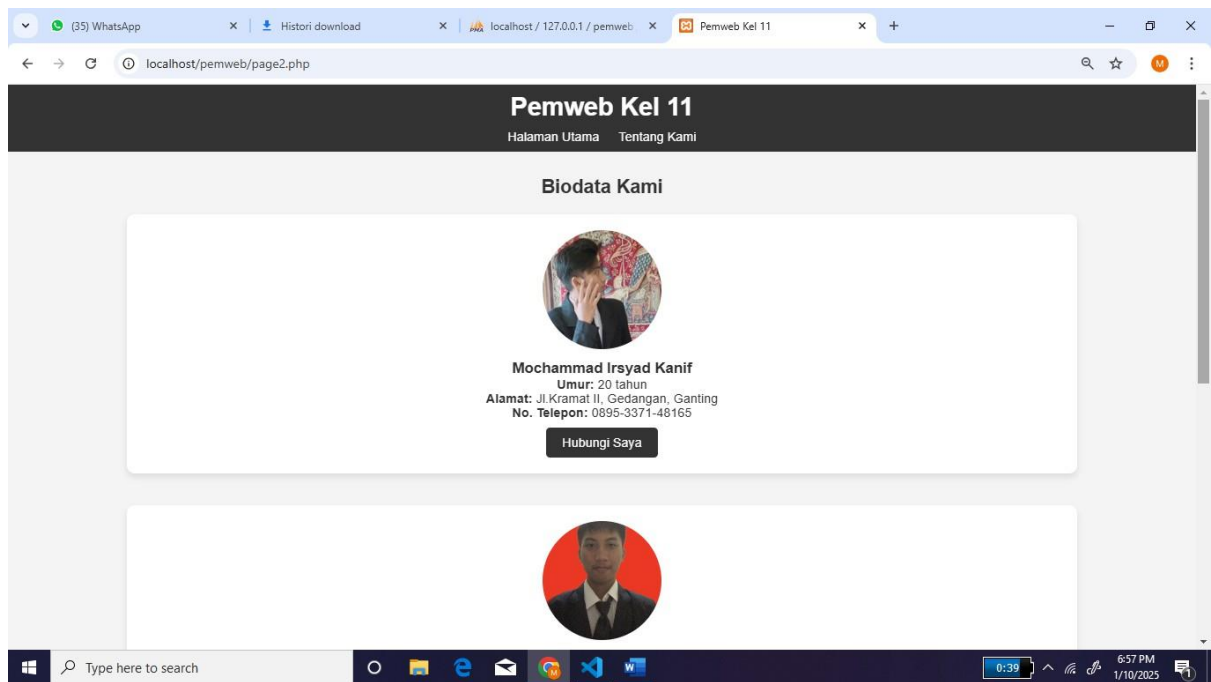 (35) WhatsApp
Histori download
localhost / 127.0.0.1 / pemweb
Pemweb Kel 11
localhost/pemweb/page2.php
M
Pemweb Kel 11
Halaman Utama Tentang Kami
Biodata Kami
Mochammad Irsyad Kanif
Umur: 20 tahun
Alamat: Jl.Kramat II, Gedangan, Ganting
No. Telepon: 0895-3371-48165
Hubungi Saya
Type here to search
0:39
6:57 PM
1/10/2025
1